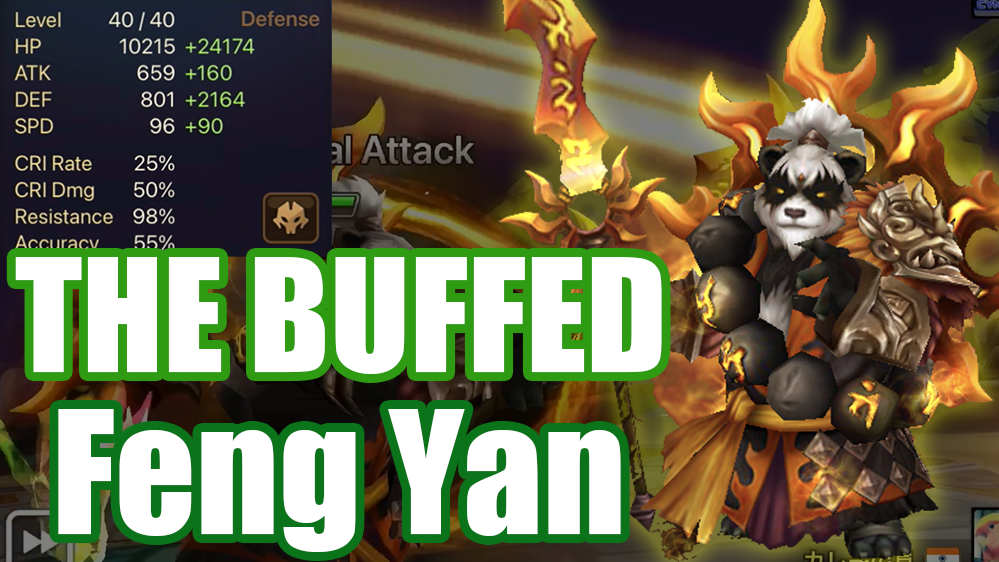 Level 40 / 40 Defense
HP 10215 +24174
ATK 659 +160
DEF 801 +2164
SPD 96 +90
CRI Rate 25%
CRI Dmg 50%
Resistance 98%
Accuracy 55%
al Attack
THE BUFFED
Feng Yan